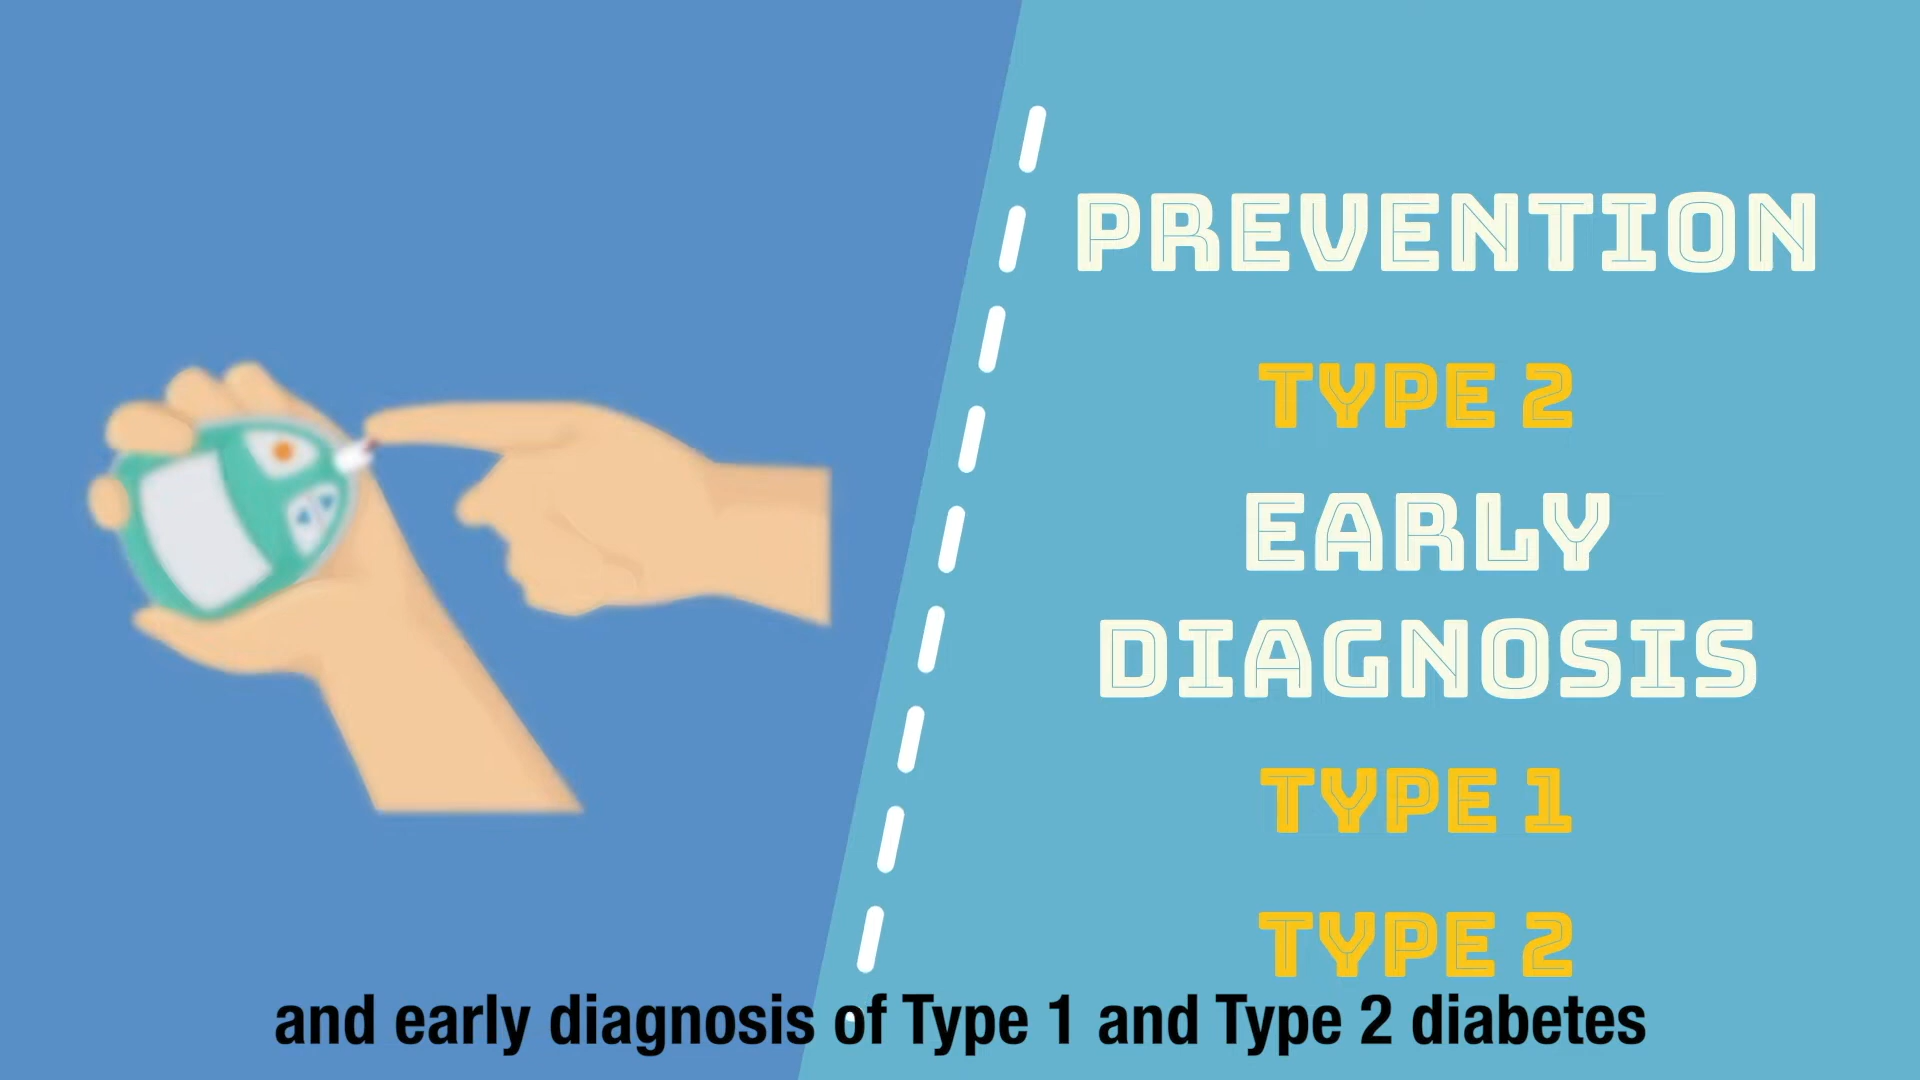 PREVENTION
TYPE 2
EARLY
DIAGNOSIS
TYPE 1
TYPE 2
and early diagnosis of Type 1 and Type 2 diabetes